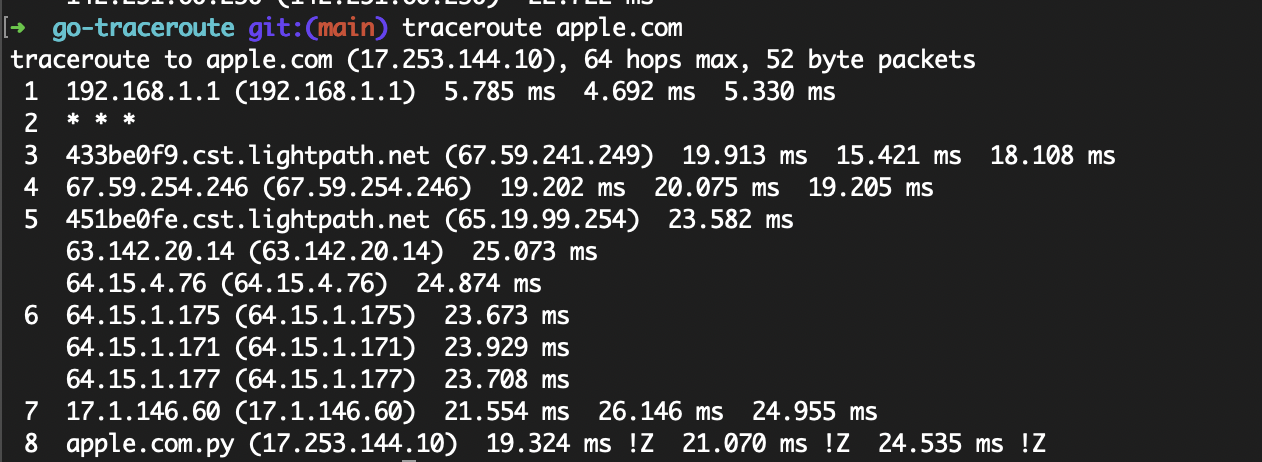 ➜  go-traceroute git:(main) traceroute apple.com
traceroute to apple.com (17.253.144.10), 64 hops max, 52 byte packets
 1  192.168.1.1 (192.168.1.1)  5.785 ms  4.692 ms  5.330 ms
 2  * * *
 3  433be0f9.cst.lightpath.net (67.59.241.249)  19.913 ms  15.421 ms  18.108 ms
 4  67.59.254.246 (67.59.254.246)  19.202 ms  20.075 ms  19.205 ms
 5  451be0fe.cst.lightpath.net (65.19.99.254)  23.582 ms
    63.142.20.14 (63.142.20.14)  25.073 ms
    64.15.4.76 (64.15.4.76)  24.874 ms
 6  64.15.1.175 (64.15.1.175)  23.673 ms
    64.15.1.171 (64.15.1.171)  23.929 ms
    64.15.1.177 (64.15.1.177)  23.708 ms
 7  17.1.146.60 (17.1.146.60)  21.554 ms  26.146 ms  24.955 ms
 8  apple.com.py (17.253.144.10)  19.324 ms !Z  21.070 ms !Z  24.535 ms !Z